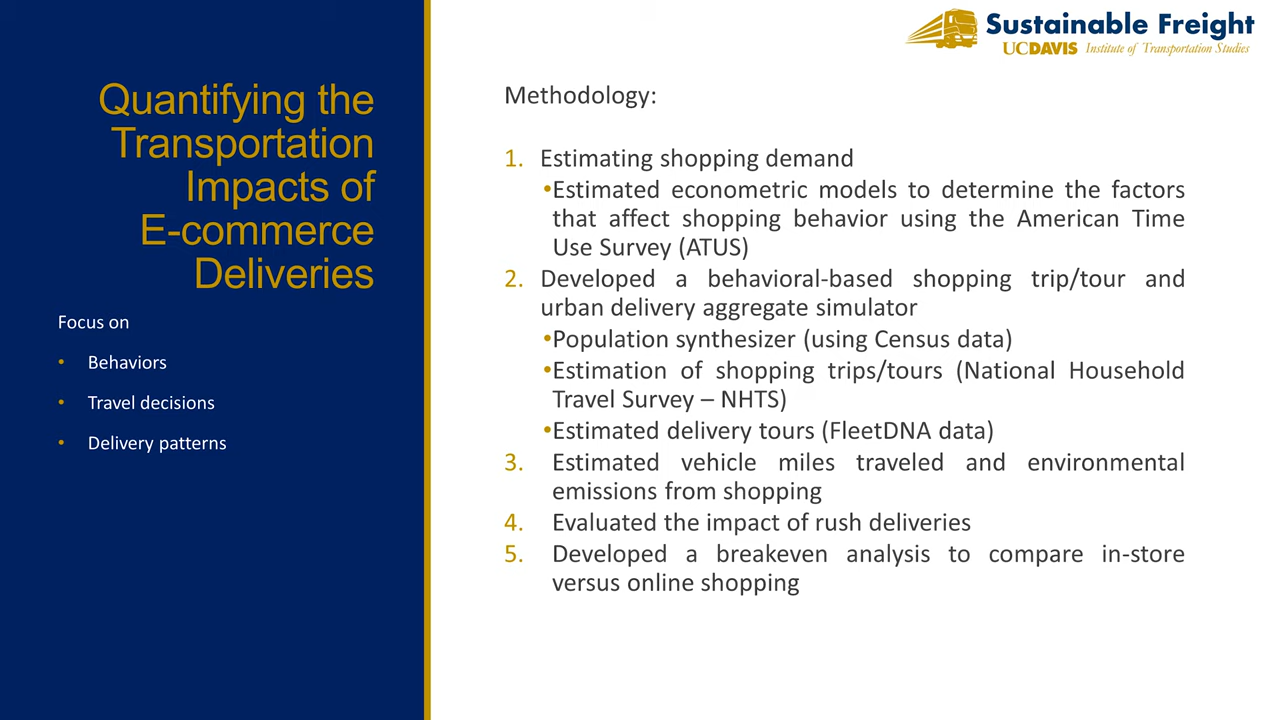 Sustainable Freight
UCDAVIS Institute of Transportation Studies
Quantifying the
Transportation
Impacts of
E-commerce
Deliveries
Focus on
• Behaviors
• Travel decisions
• Delivery patterns
Methodology:
1. Estimating shopping demand
•Estimated econometric models to determine the factors
that affect shopping behavior using the American Time
Use Survey (ATUS)
2. Developed a behavioral-based shopping trip/tour and
urban delivery aggregate simulator
•Population synthesizer (using Census data)
•Estimation of shopping trips/tours (National Household
Travel Survey – NHTS)
•Estimated delivery tours (FleetDNA data)
3. Estimated vehicle miles traveled and environmental
emissions from shopping
4. Evaluated the impact of rush deliveries
5. Developed a breakeven analysis to compare in-store
versus online shopping